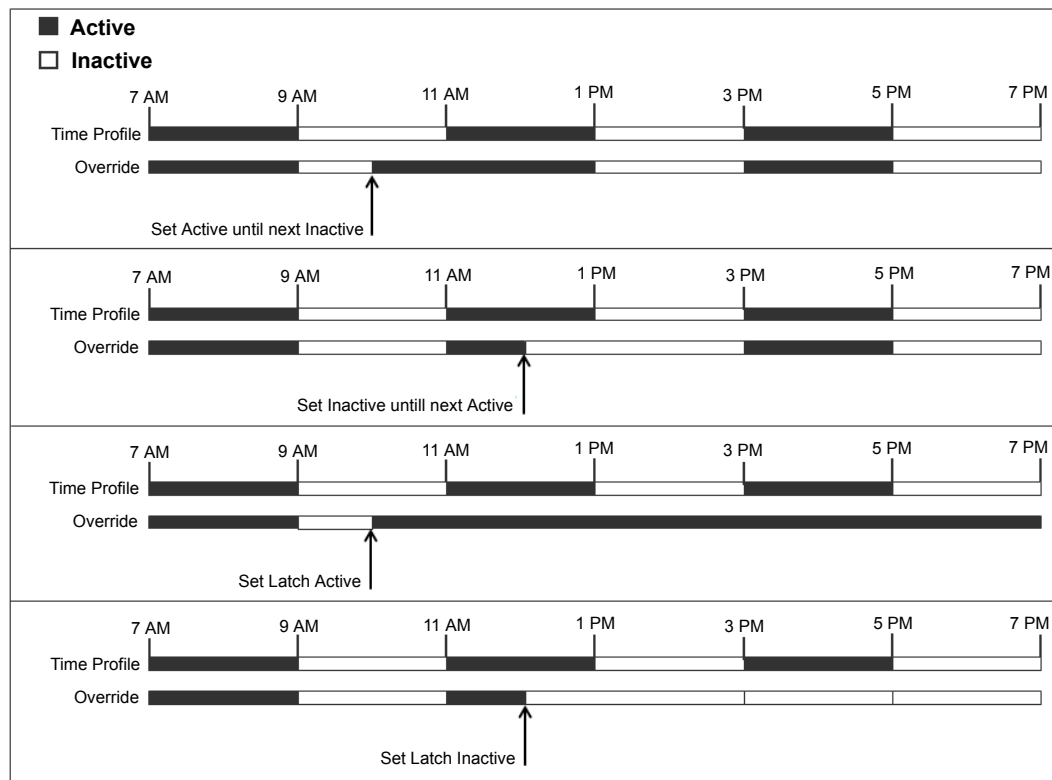 Active
Inactive
7 AM 9 AM 11 AM 1 PM 3 PM 5 PM 7 PM
Time Profile
Override
Set Active until next Inactive
7 AM 9 AM 11 AM 1 PM 3 PM 5 PM 7 PM
Time Profile
Override
Set Inactive untill next Active
7 AM 9 AM 11 AM 1 PM 3 PM 5 PM 7 PM
Time Profile
Override
Set Latch Active
7 AM 9 AM 11 AM 1 PM 3 PM 5 PM 7 PM
Time Profile
Override
Set Latch Inactive